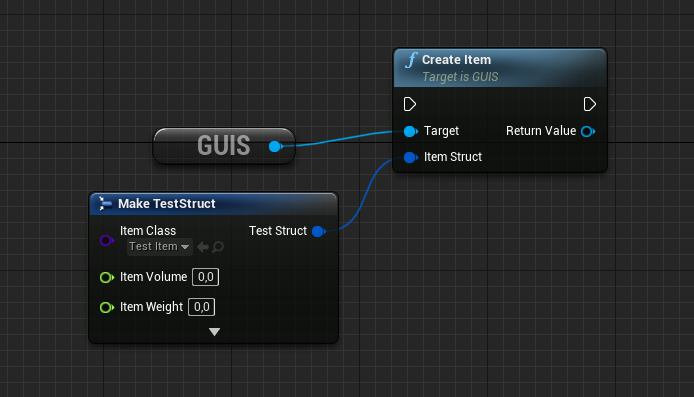 f Create Item
Target is GUIS
Target Return Value
Item Struct
GUIS
Make TestStruct
Item Class Test Struct
Test Item
Item Volume 0,0
Item Weight 0,0